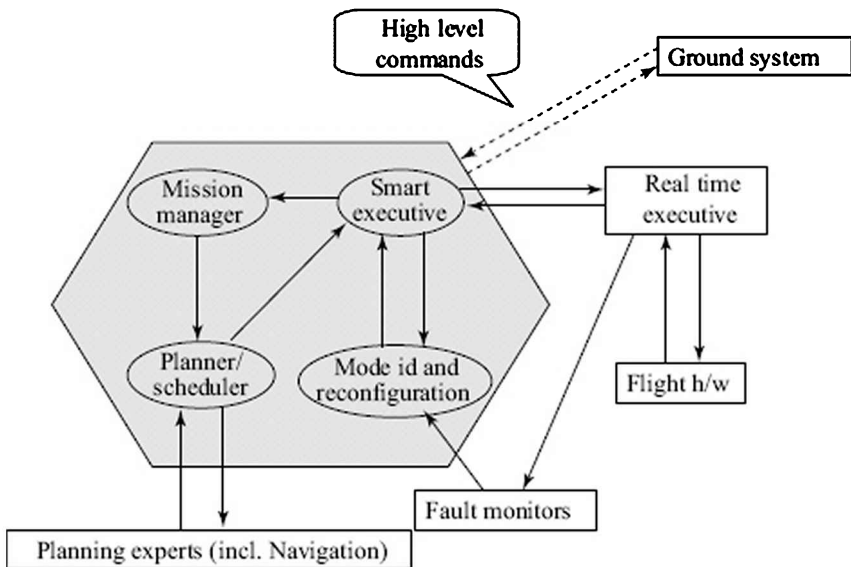 High level
commands
Ground system
Mission
manager
Smart
executive
Real time
executive
Planner/
scheduler
Mode id and
reconfiguration
Flight h/w
Fault monitors
Planning experts (incl. Navigation)